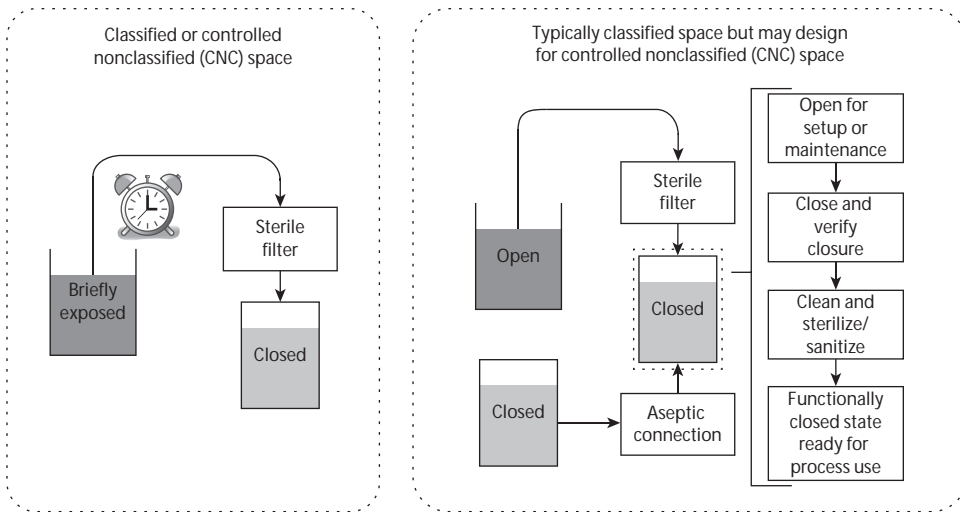 Classified or controlled
nonclassified (CNC) space
Briefly
exposed
Sterile
filter
Closed
Typically classified space but may design
for controlled nonclassified (CNC) space
Open
Sterile
filter
Closed
Closed
Aseptic
connection
Open for
setup or
maintenance
Close and
verify
closure
Clean and
sterilize/
sanitize
Functionally
closed state
ready for
process use